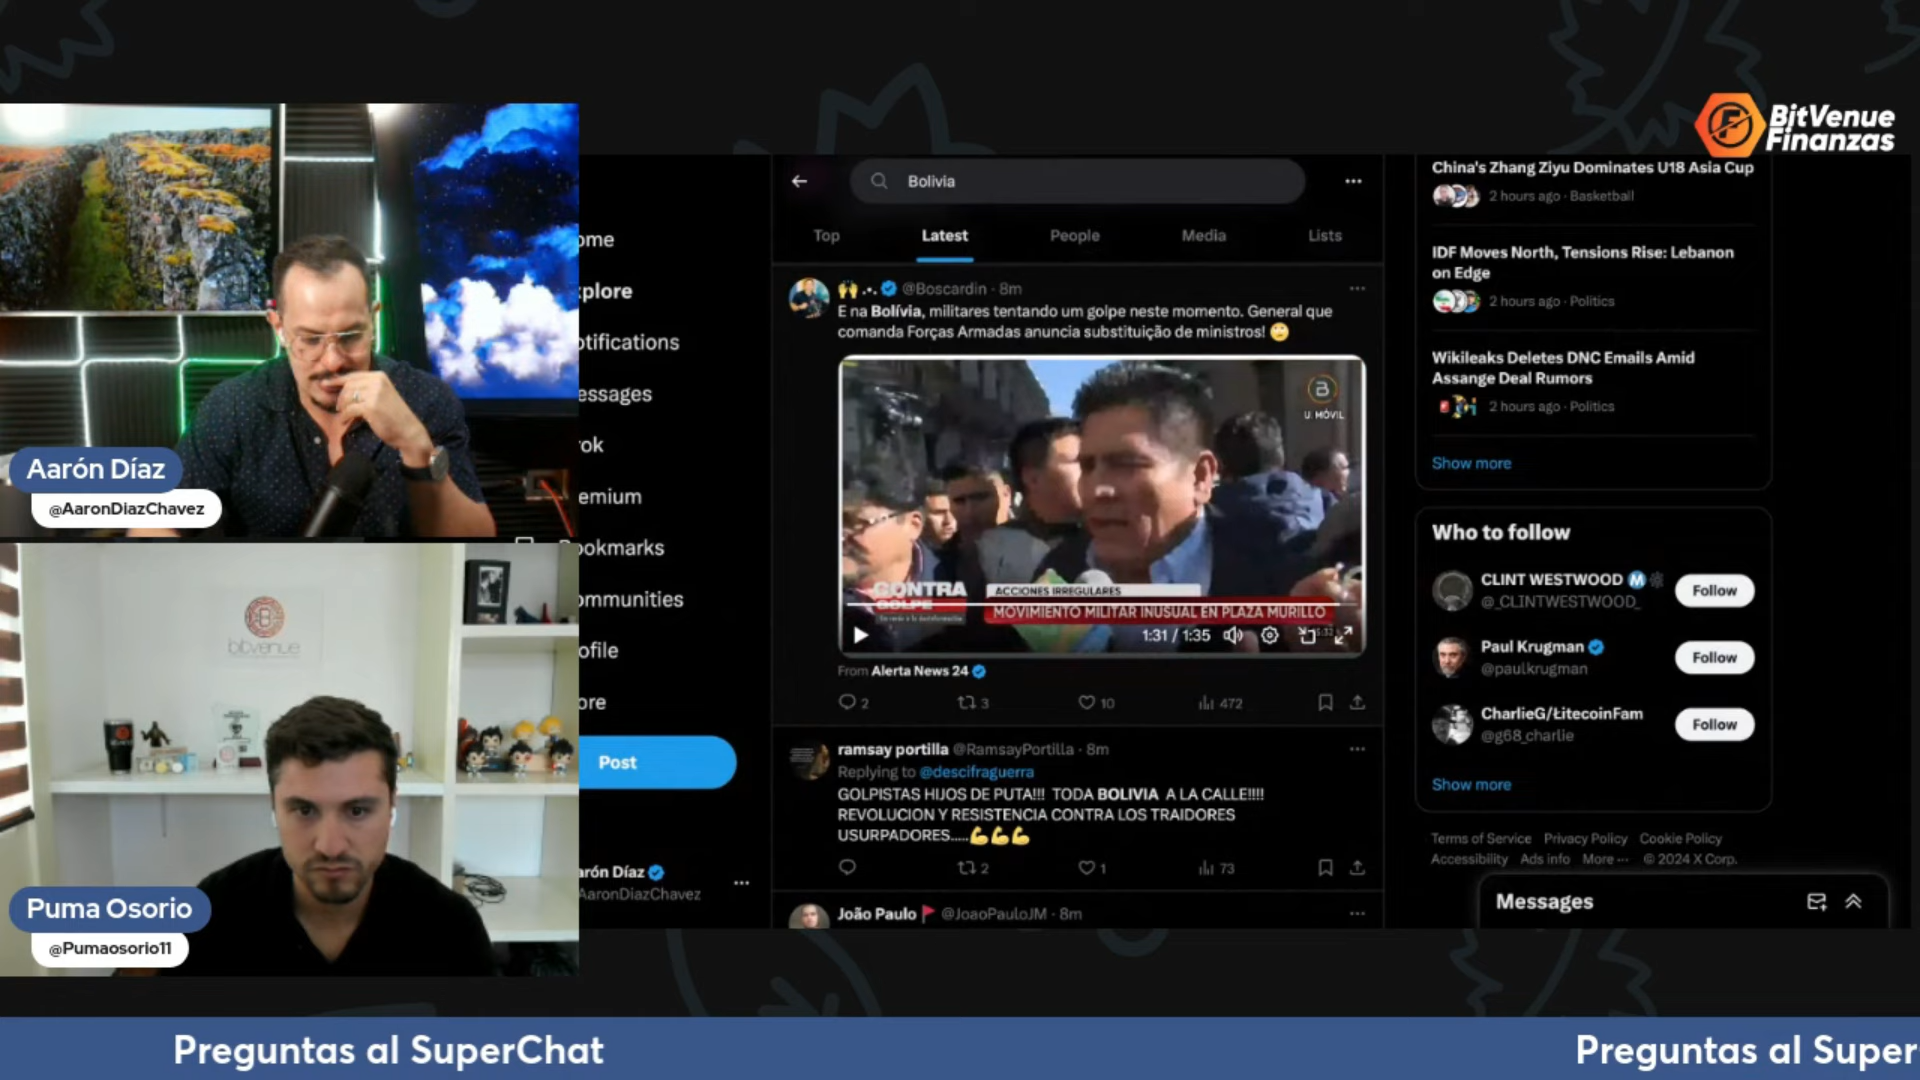 BitVenue
Finanzas
Aarón Díaz
@AaronDiazChavez
bitvenue
Puma Osorio
@Pumaosorio11
ome
xplore
otifications
essages
ok
emium
ookmarks
ommunities
ofile
ore
Post
arón Díaz
AaronDiazChavez
Bolivia
Top
Latest
People
Media
Lists
@Boscardin · 8m
E na Bolívia, militares tentando um golpe neste momento. General que
comanda Forças Armadas anuncia substituição de ministros! 🙄
U. MÓVIL
CONTRA
GOLPE
ACCIONES IRREGULARES
MOVIMIENTO MILITAR INUSUAL EN PLAZA MURILLO
1:31 / 1:35
From Alerta News 24
2
3
10
472
ramsay portilla @RamsayPortilla · 8m
Replying to @descifraguerra
GOLPISTAS HIJOS DE PUTA!!! TODA BOLIVIA A LA CALLE!!!!
REVOLUCION Y RESISTENCIA CONTRA LOS TRAIDORES
USURPADORES.....💪💪💪
2
1
73
João Paulo 🚩 @JoaoPauloJM · 8m
China's Zhang Ziyu Dominates U18 Asia Cup
2 hours ago · Basketball
IDF Moves North, Tensions Rise: Lebanon
on Edge
2 hours ago · Politics
Wikileaks Deletes DNC Emails Amid
Assange Deal Rumors
2 hours ago · Politics
Show more
Who to follow
CLINT WESTWOOD
@_CLINTWESTWOOD_
Follow
Paul Krugman
@paulkrugman
Follow
CharlieG/ŁitecoinFam
@g68_charlie
Follow
Show more
Terms of Service Privacy Policy Cookie Policy
Accessibility Ads info More ··· © 2024 X Corp.
Messages
Preguntas al SuperChat
Preguntas al Super